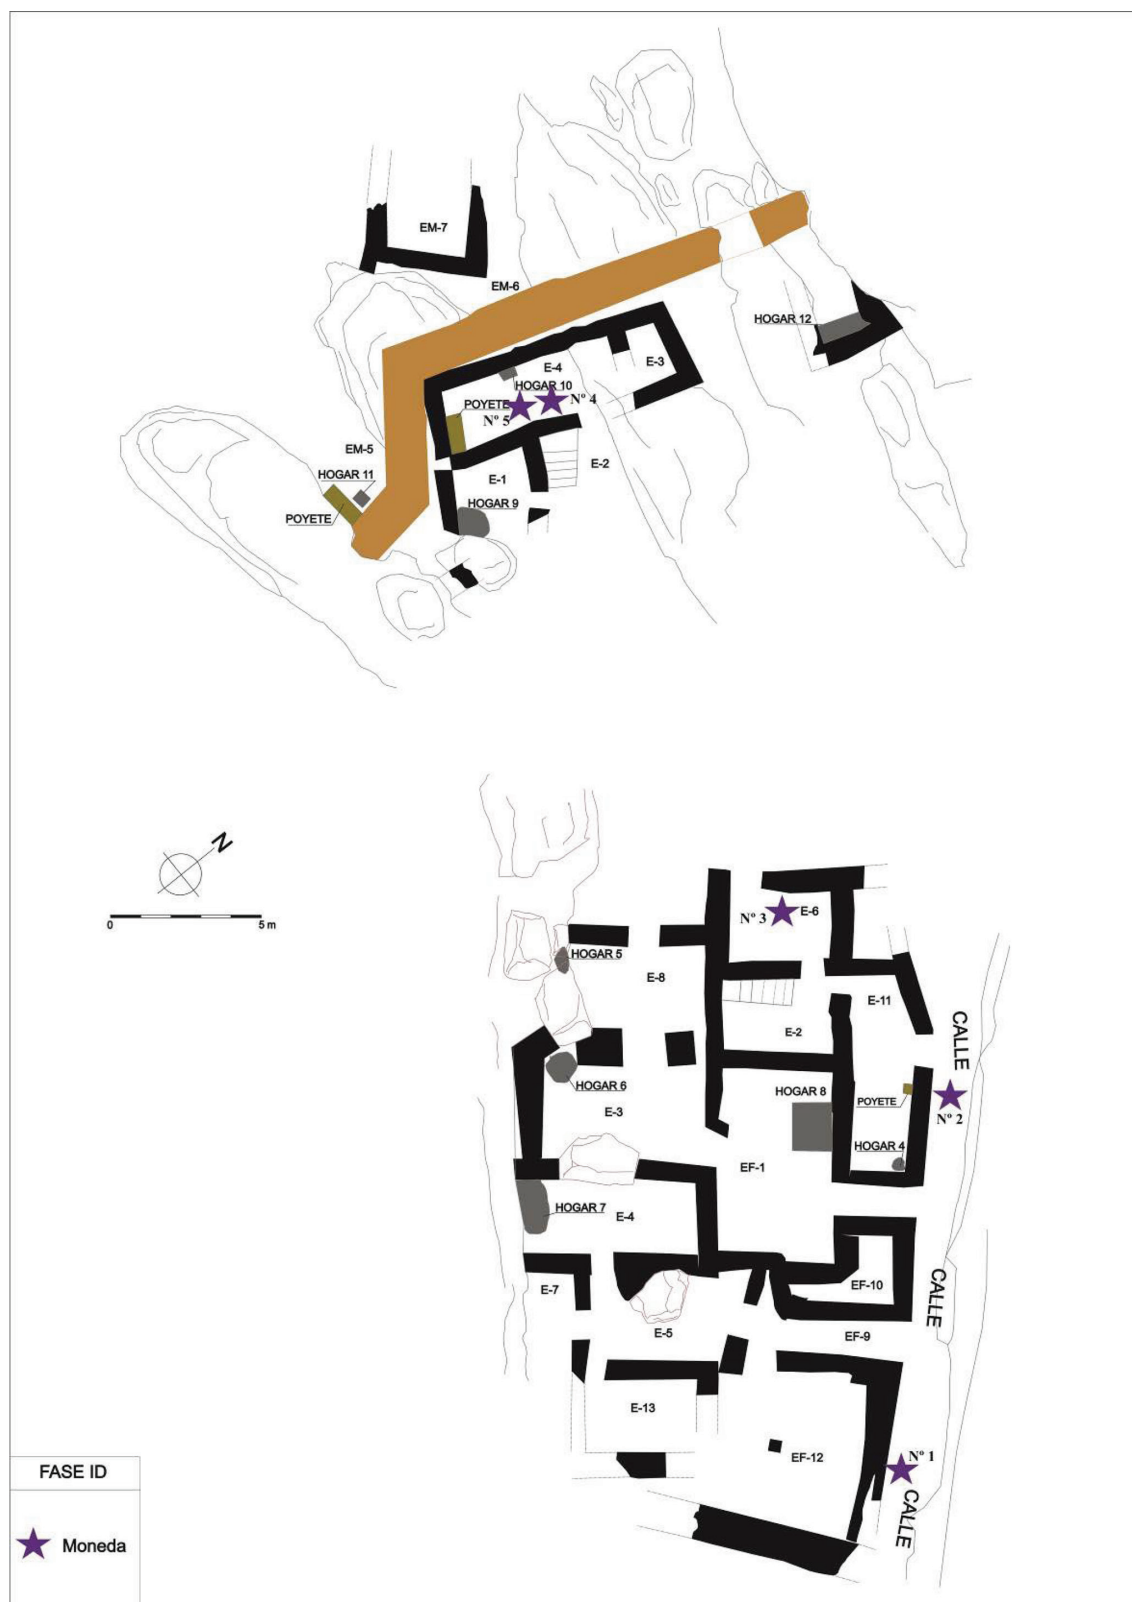 EM-7
EM-6
HOGAR 12
E-3
E-4
HOGAR 10
POYETE
Nº 4
Nº 5
EM-5
E-2
HOGAR 11
E-1
HOGAR 9
POYETE
N
0 5 m
Nº 3
E-6
HOGAR 5
E-8
E-11
CALLE
E-2
HOGAR 6
HOGAR 8
POYETE
E-3
Nº 2
HOGAR 4
EF-1
HOGAR 7
E-4
E-7
EF-10
CALLE
E-5
EF-9
E-13
EF-12
Nº 1
CALLE
FASE ID
Moneda